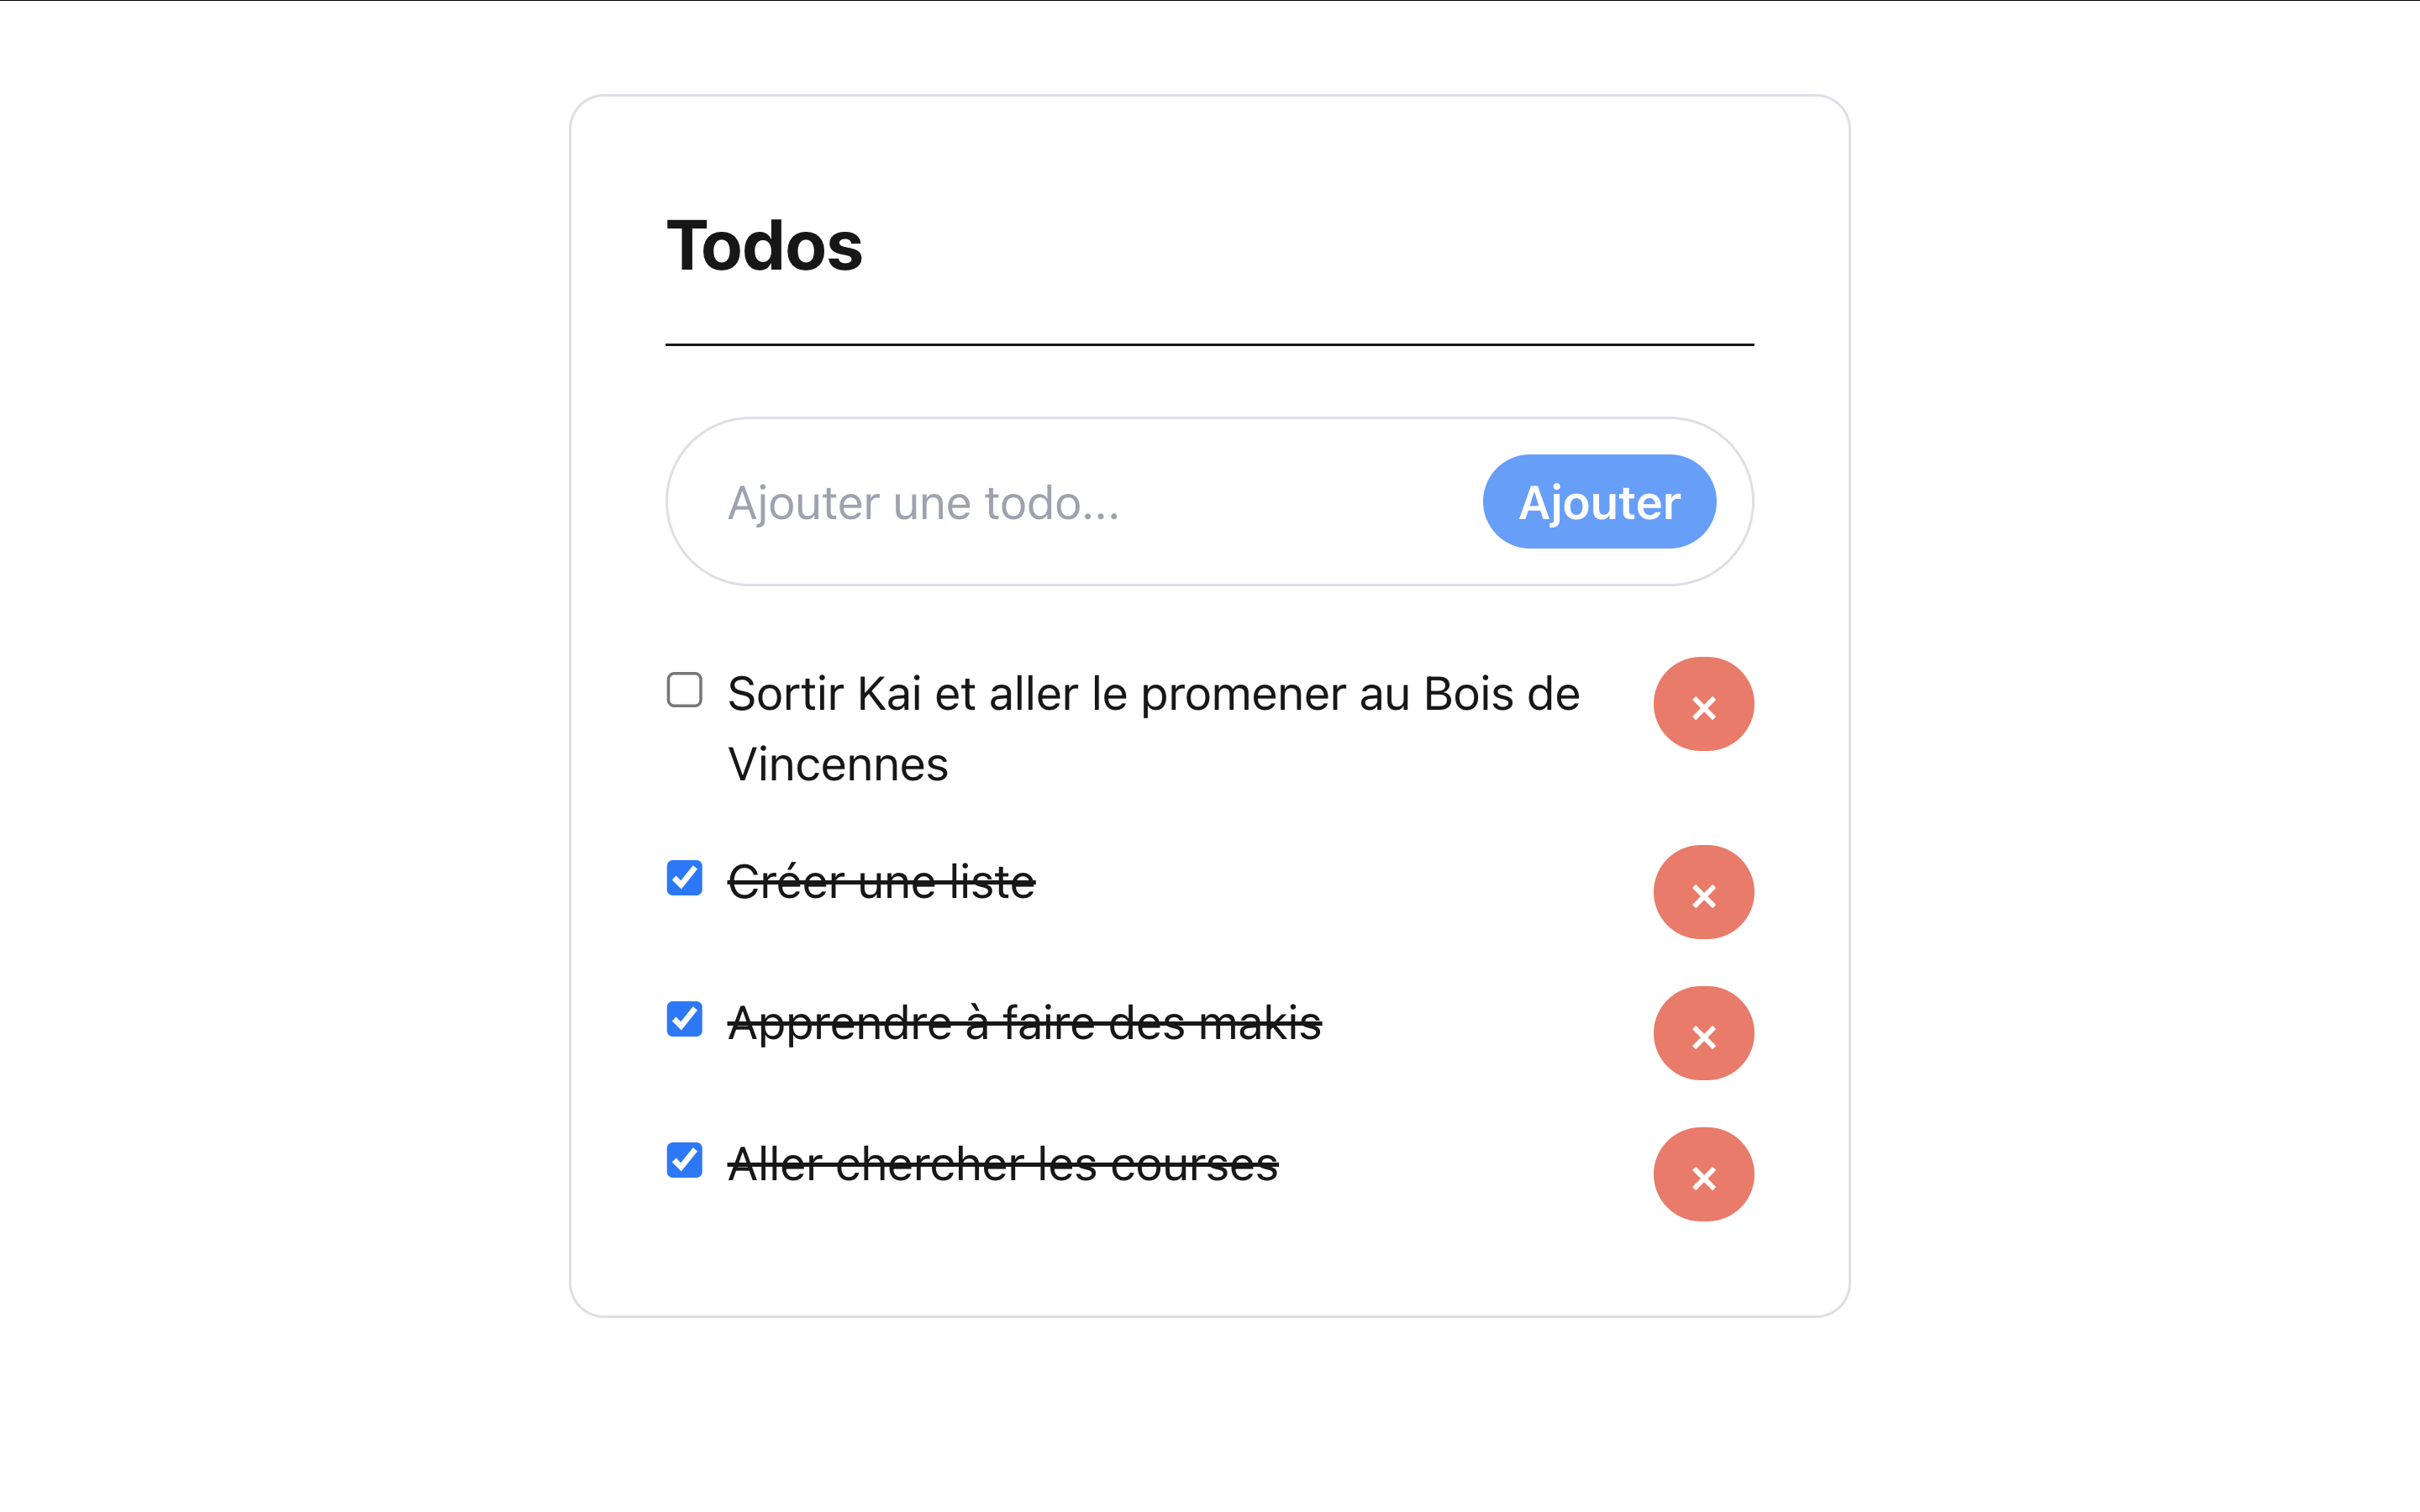 Todos
Ajouter une todo...
Ajouter
Sortir Kai et aller le promener au Bois de
Vincennes
×
Créer une liste
×
Apprendre à faire des makis
×
Aller chercher les courses
×